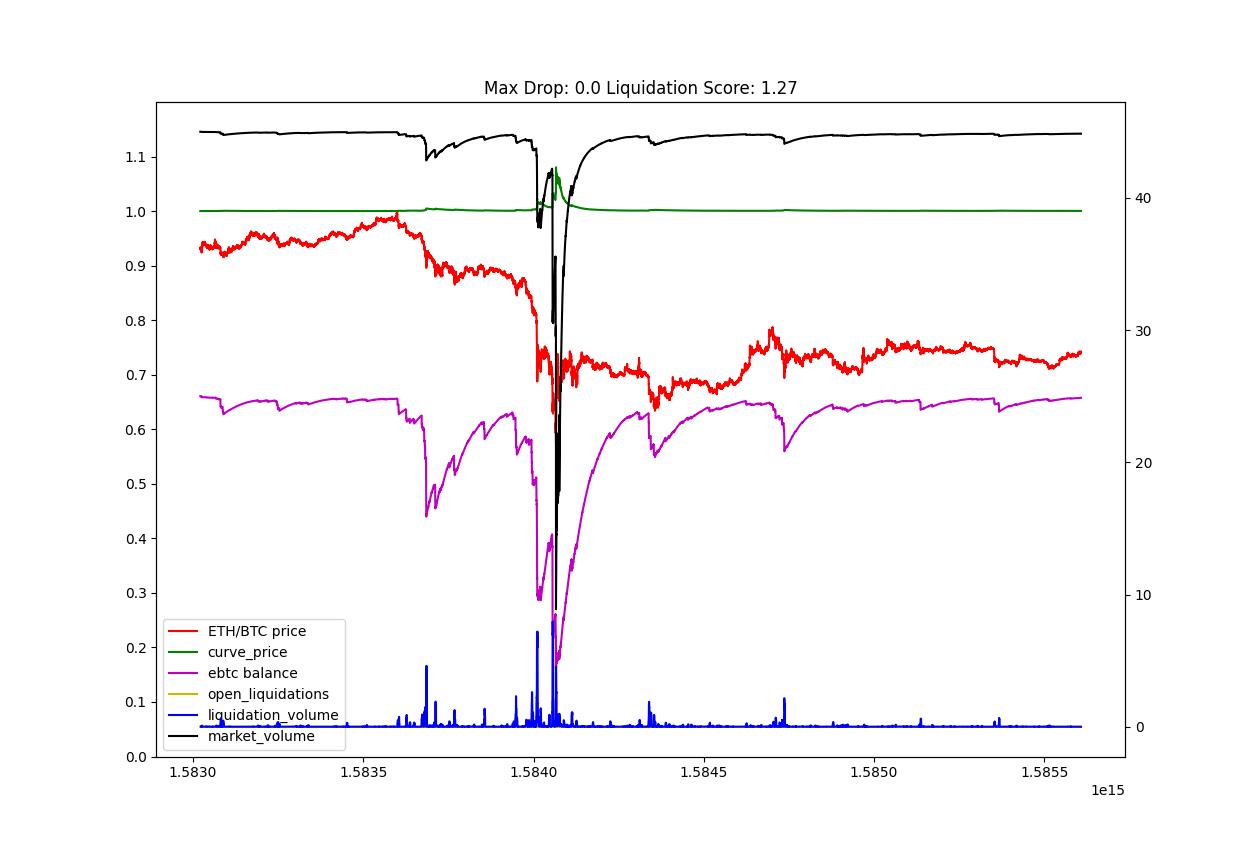 Max Drop: 0.0 Liquidation Score: 1.27
1.1
1.0
0.9
0.8
0.7
0.6
0.5
0.4
0.3
0.2
0.1
0.0
40
30
20
10
0
ETH/BTC price
curve_price
ebtc balance
open_liquidations
liquidation_volume
market_volume
1.5830 1.5835 1.5840 1.5845 1.5850 1.5855
1e15